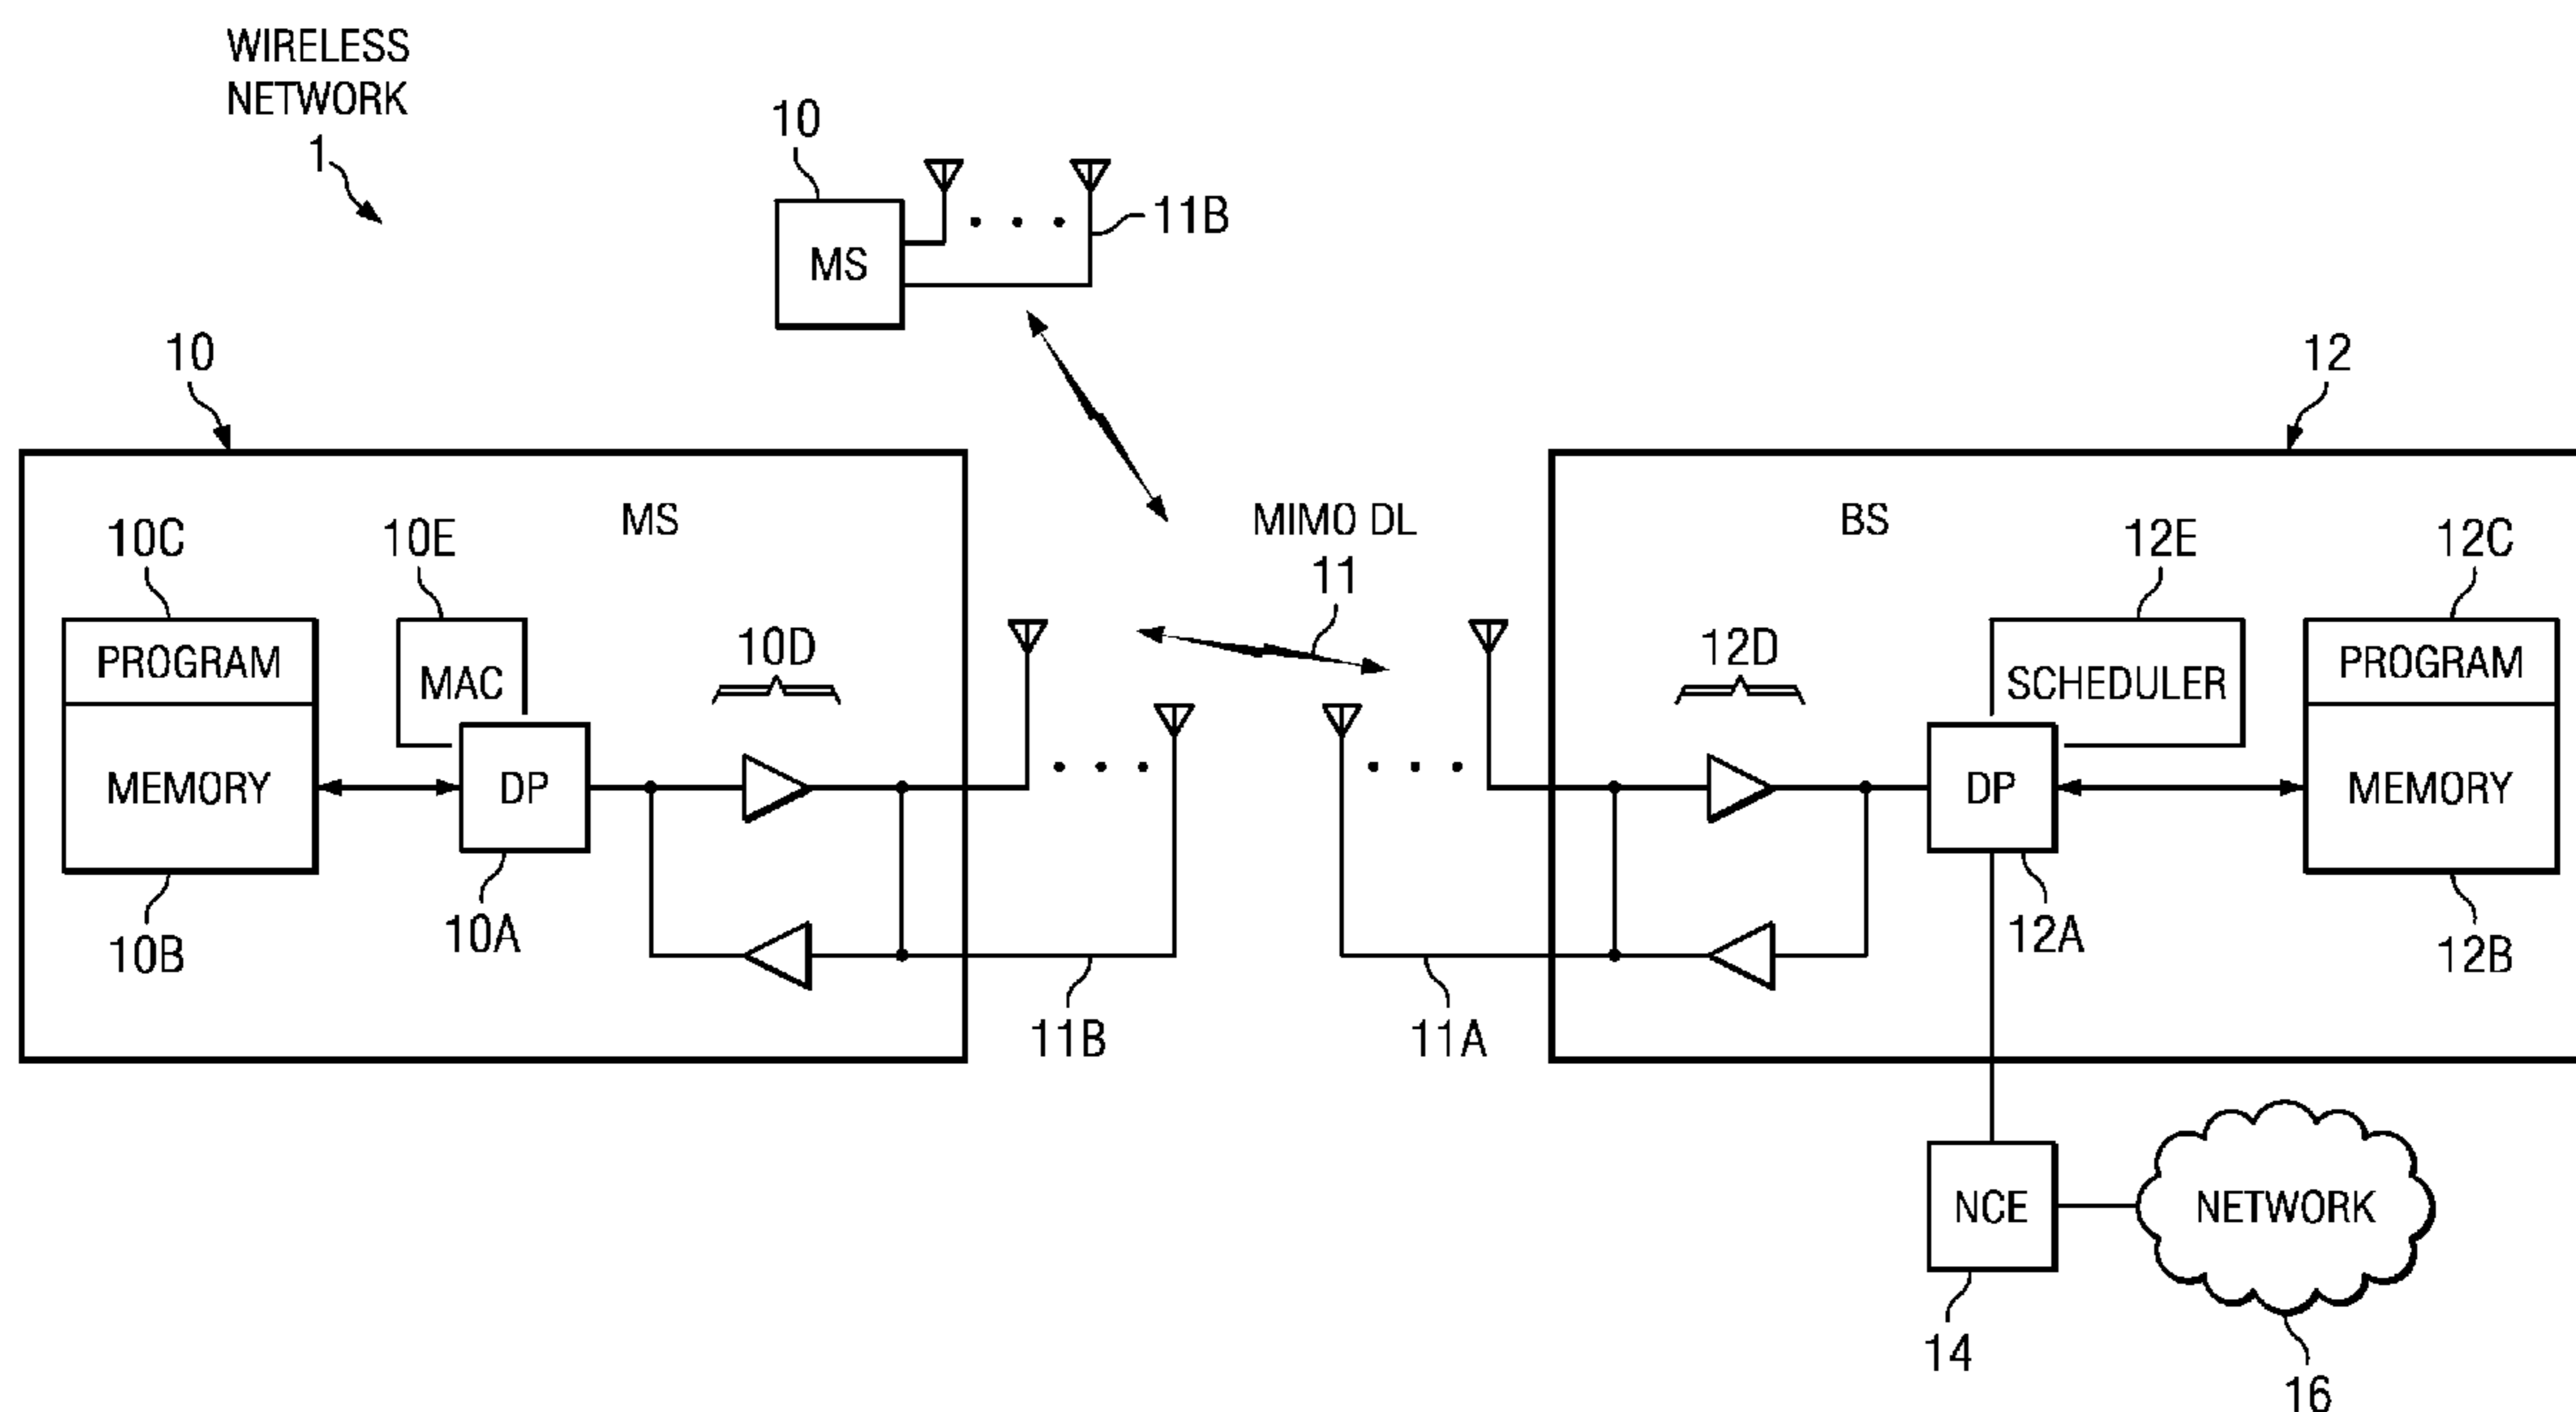 WIRELESS
NETWORK
1
10
MS
11B
10
12
MS
MIMO DL
11
BS
10C
10E
10D
12D
12E
12C
PROGRAM
MAC
SCHEDULER
PROGRAM
MEMORY
DP
DP
MEMORY
10B
10A
11B
11A
12A
12B
NCE
NETWORK
14
16